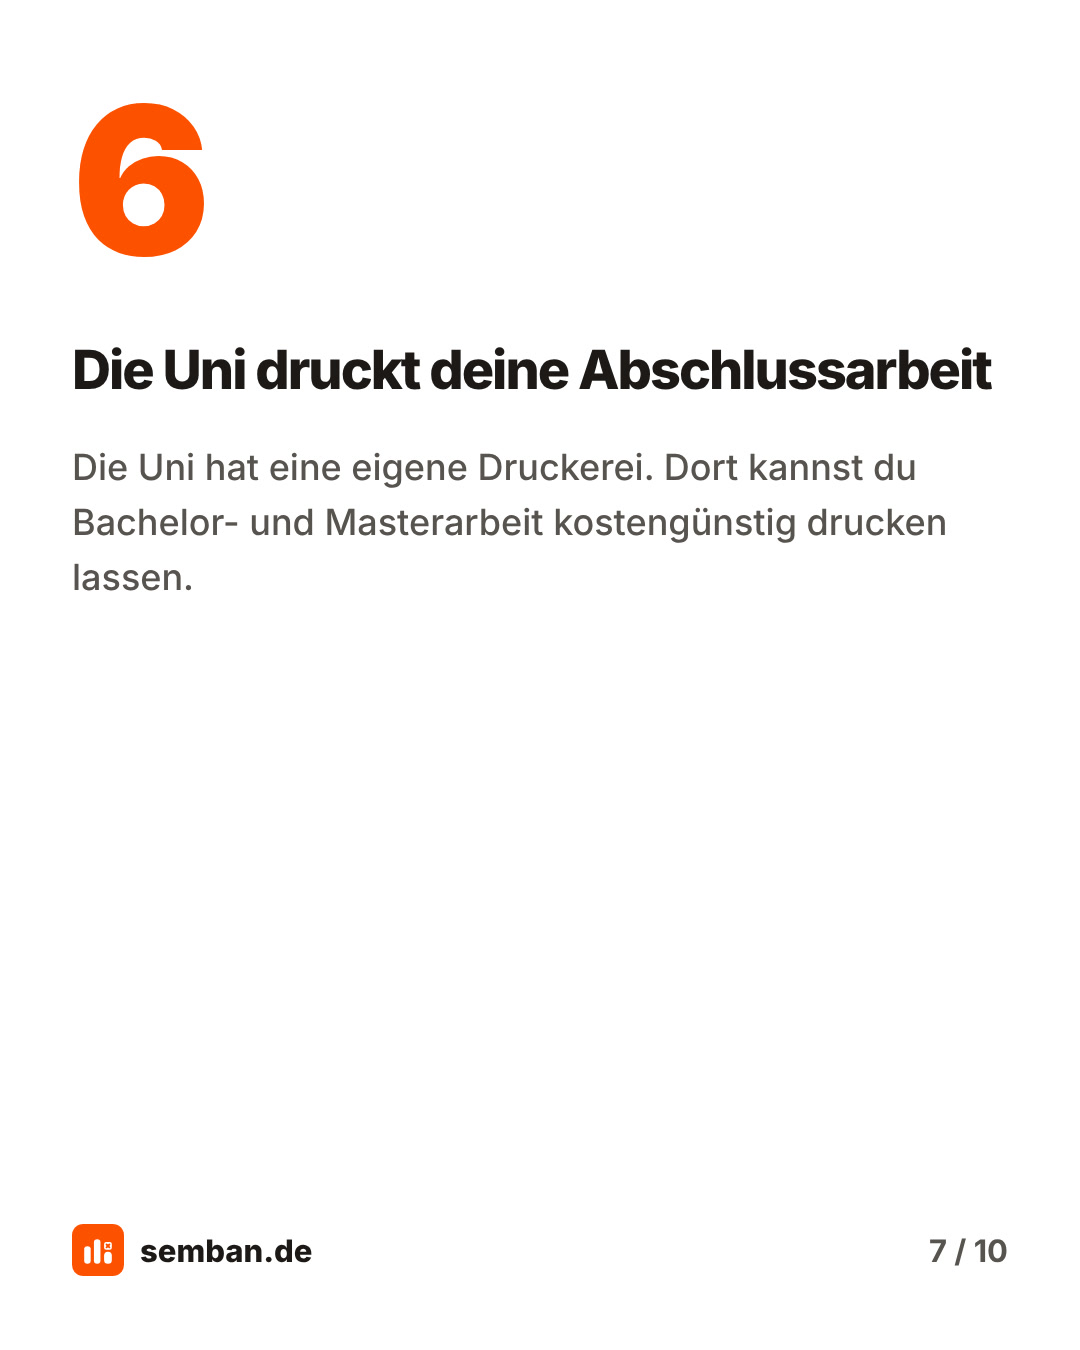 6
Die Uni druckt deine Abschlussarbeit
Die Uni hat eine eigene Druckerei. Dort kannst du
Bachelor- und Masterarbeit kostengünstig drucken
lassen.
semban.de
7 / 10